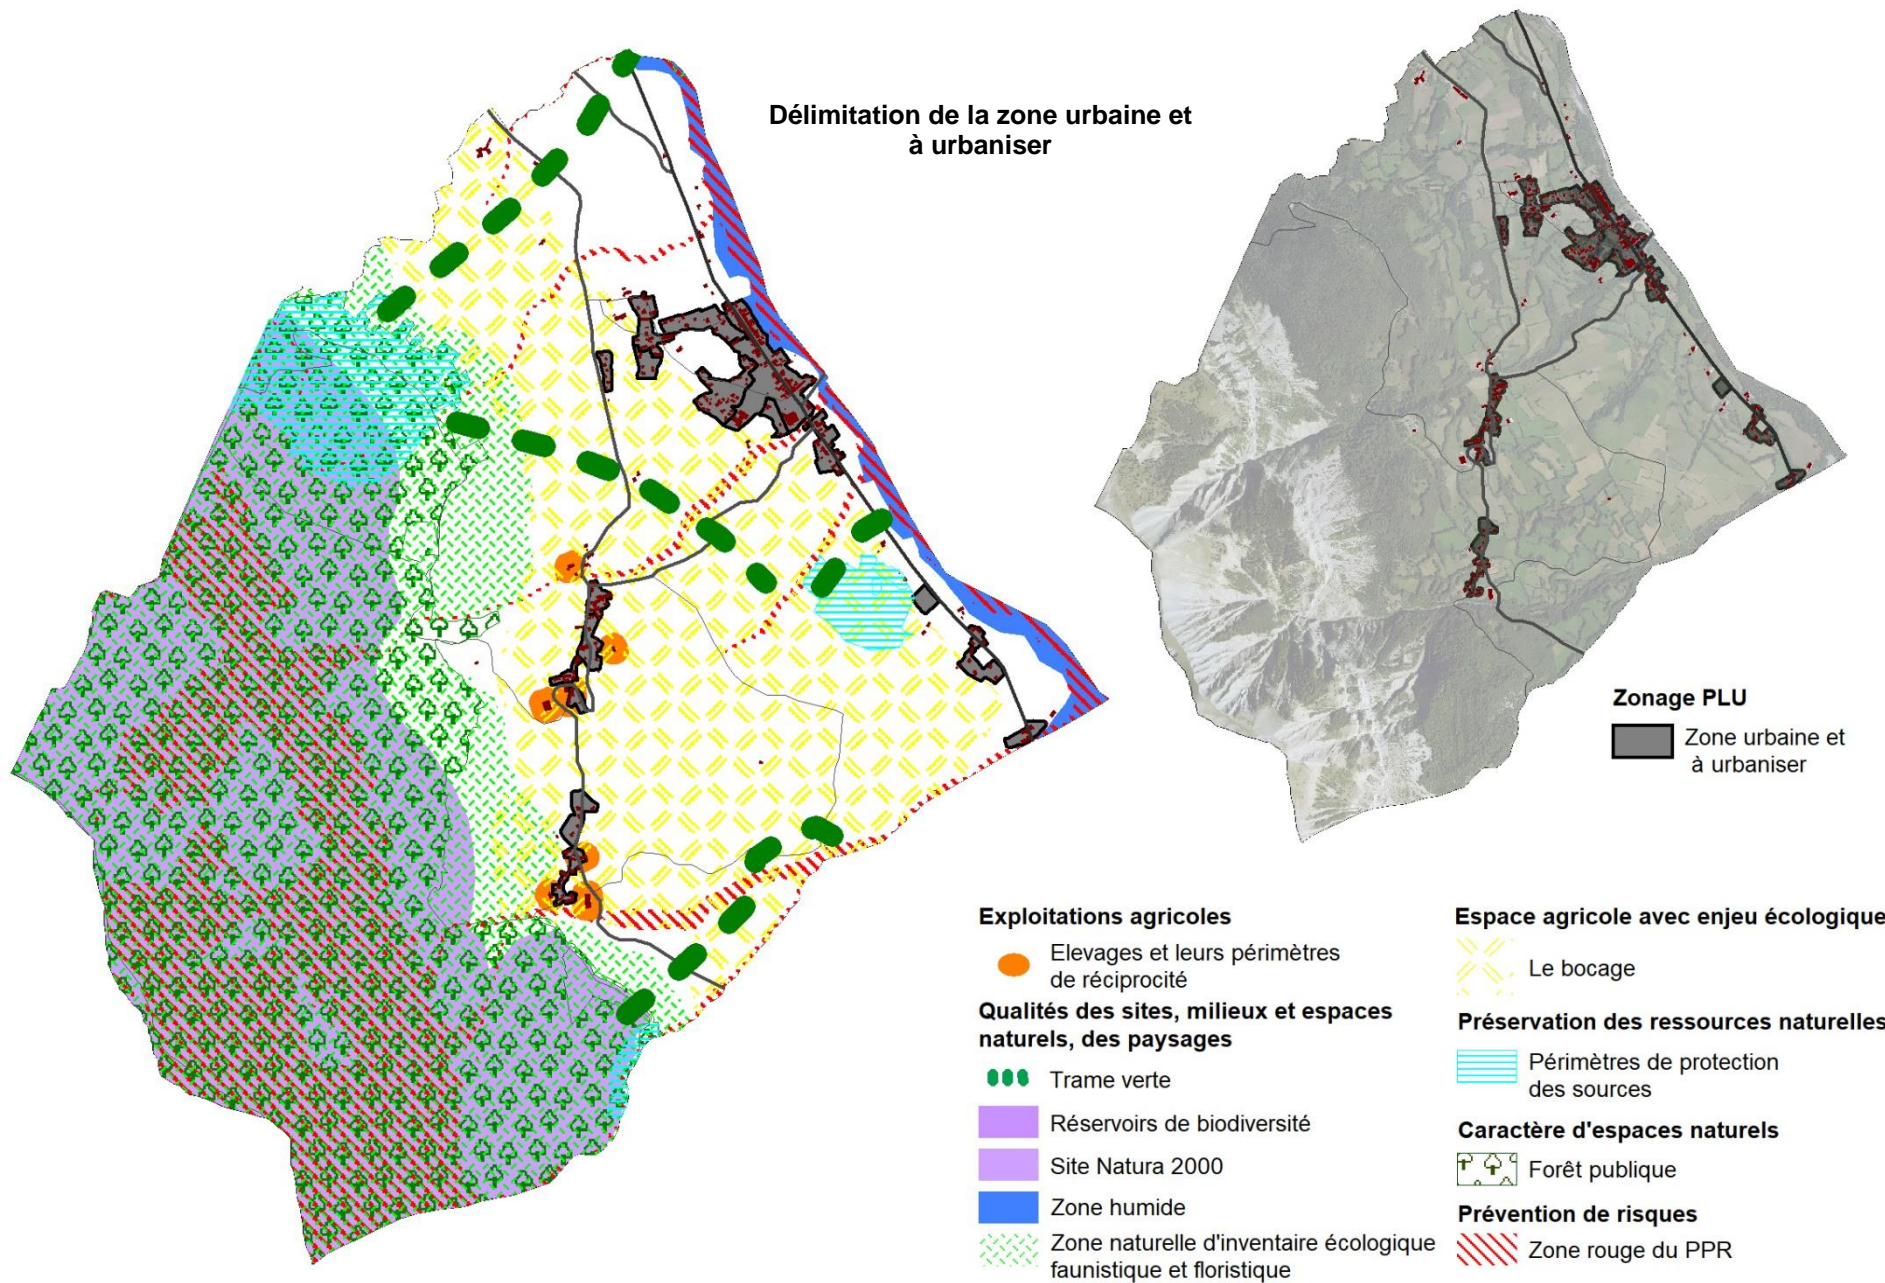 Délimitation de la zone urbaine et
à urbaniser
Zonage PLU
Zone urbaine et
à urbaniser
Exploitations agricoles
Elevages et leurs périmètres
de réciprocité
Qualités des sites, milieux et espaces
naturels, des paysages
Trame verte
Réservoirs de biodiversité
Site Natura 2000
Zone humide
Zone naturelle d'inventaire écologique
faunistique et floristique
Espace agricole avec enjeu écologique
Le bocage
Préservation des ressources naturelles
Périmètres de protection
des sources
Caractère d'espaces naturels
Forêt publique
Prévention de risques
Zone rouge du PPR